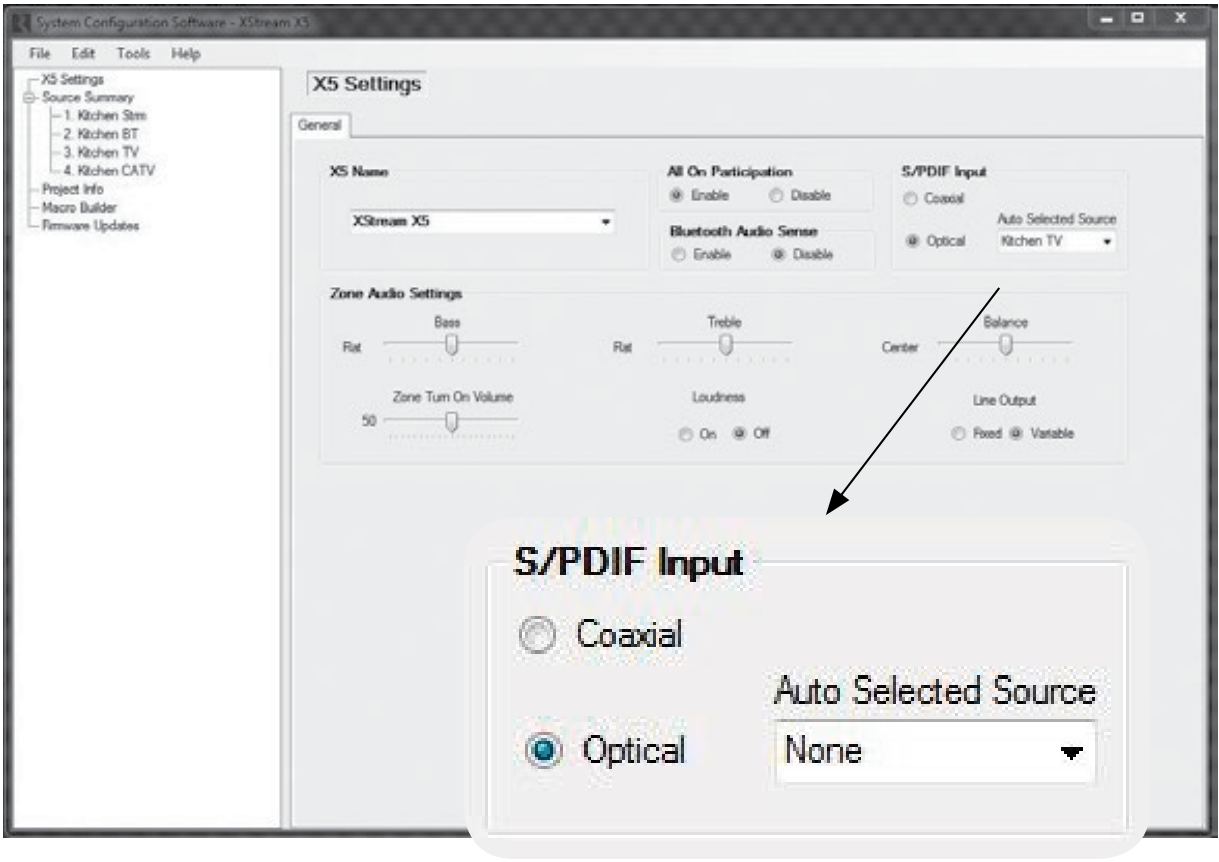 System Configuration Software - XStream X5
File Edit Tools Help
X5 Settings
Source Summary
1. Kitchen Strm
2. Kitchen BT
3. Kitchen TV
4. Kitchen CATV
Project Info
Macro Builder
Firmware Updates
X5 Settings
General
X5 Name
XStream X5
All On Participation
Enable Disable
Bluetooth Audio Sense
Enable Disable
S/PDIF Input
Coaxial
Auto Selected Source
Optical Kitchen TV
Zone Audio Settings
Bass Treble Balance
Flat Flat Center
Zone Turn On Volume Loudness Line Output
50 On Off Fixed Variable
S/PDIF Input
Coaxial
Auto Selected Source
Optical None